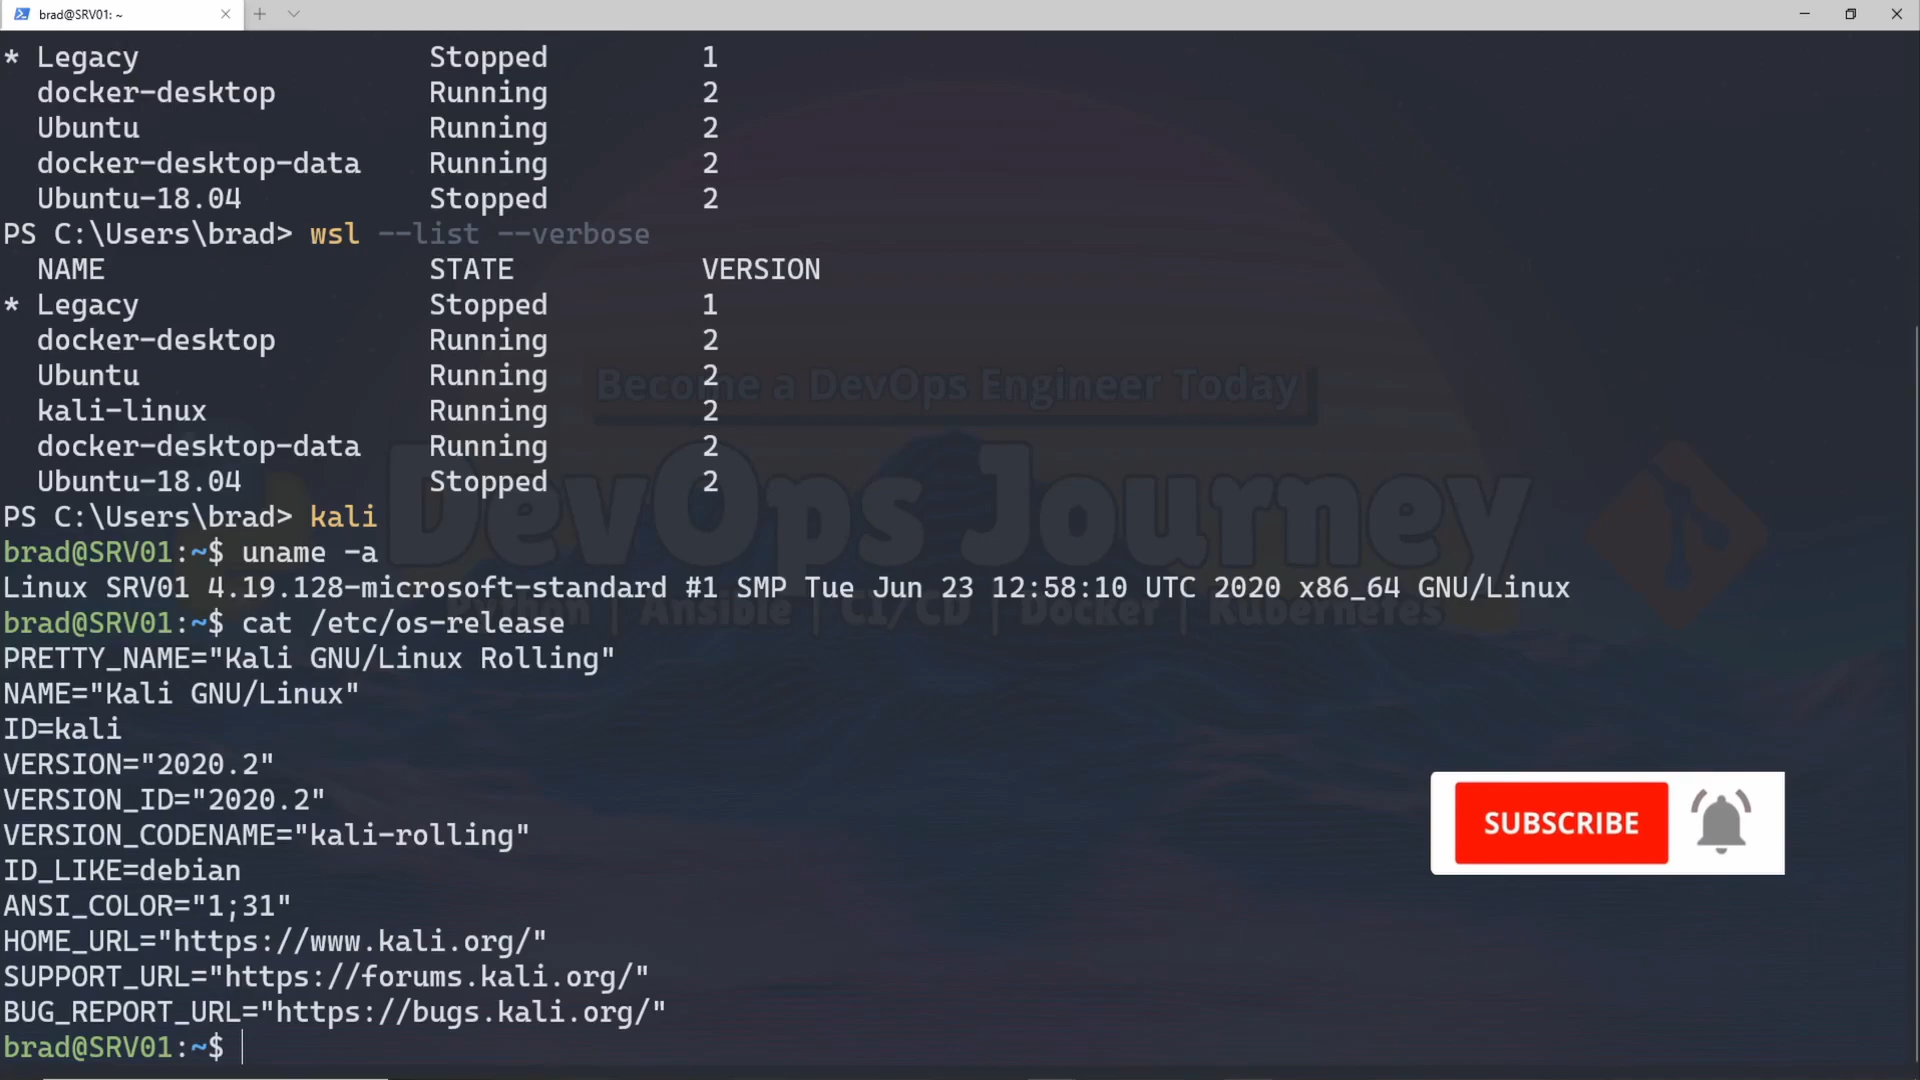 brad@SRV01: ~
* Legacy Stopped 1
docker-desktop Running 2
Ubuntu Running 2
docker-desktop-data Running 2
Ubuntu-18.04 Stopped 2
PS C:\Users\brad> wsl --list --verbose
NAME STATE VERSION
* Legacy Stopped 1
docker-desktop Running 2
Ubuntu Running 2
Become a DevOps Engineer Today
kali-linux Running 2
docker-desktop-data Running 2
Ubuntu-18.04 Stopped 2
DevOps Journey
PS C:\Users\brad> kali
brad@SRV01:~$ uname -a
Linux SRV01 4.19.128-microsoft-standard #1 SMP Tue Jun 23 12:58:10 UTC 2020 x86_64 GNU/Linux
Python | Ansible | CI/CD | Docker | Kubernetes
brad@SRV01:~$ cat /etc/os-release
PRETTY_NAME="Kali GNU/Linux Rolling"
NAME="Kali GNU/Linux"
ID=kali
VERSION="2020.2"
VERSION_ID="2020.2"
VERSION_CODENAME="kali-rolling"
SUBSCRIBE
ID_LIKE=debian
ANSI_COLOR="1;31"
HOME_URL="https://www.kali.org/"
SUPPORT_URL="https://forums.kali.org/"
BUG_REPORT_URL="https://bugs.kali.org/"
brad@SRV01:~$